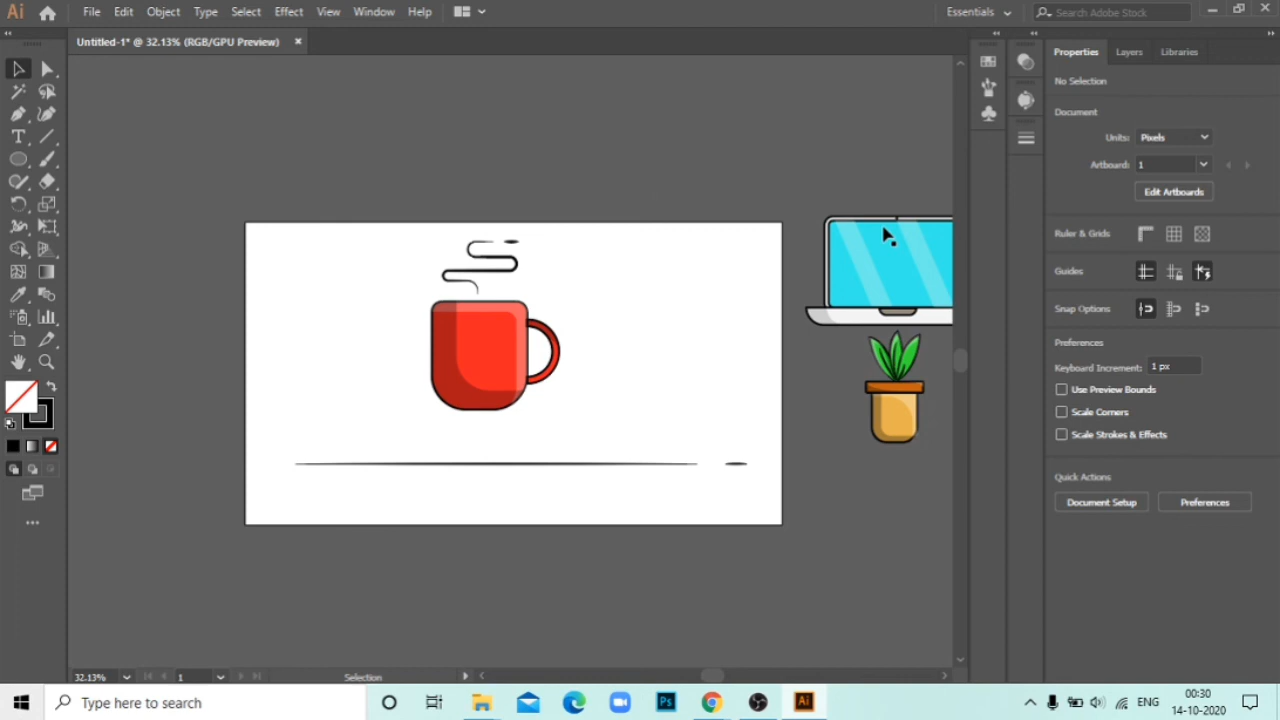 Ai File Edit Object Type Select Effect View Window Help Essentials Search Adobe Stock
Untitled-1* @ 32.13% (RGB/GPU Preview)
Properties Layers Libraries
No Selection
Document
Units: Pixels
Artboard: 1
Edit Artboards
Ruler & Grids
Guides
Snap Options
Preferences
Keyboard Increment: 1 px
Use Preview Bounds
Scale Corners
Scale Strokes & Effects
Quick Actions
Document Setup Preferences
32.13% 1 Selection
Type here to search Ps Ai ENG 00:30
14-10-2020